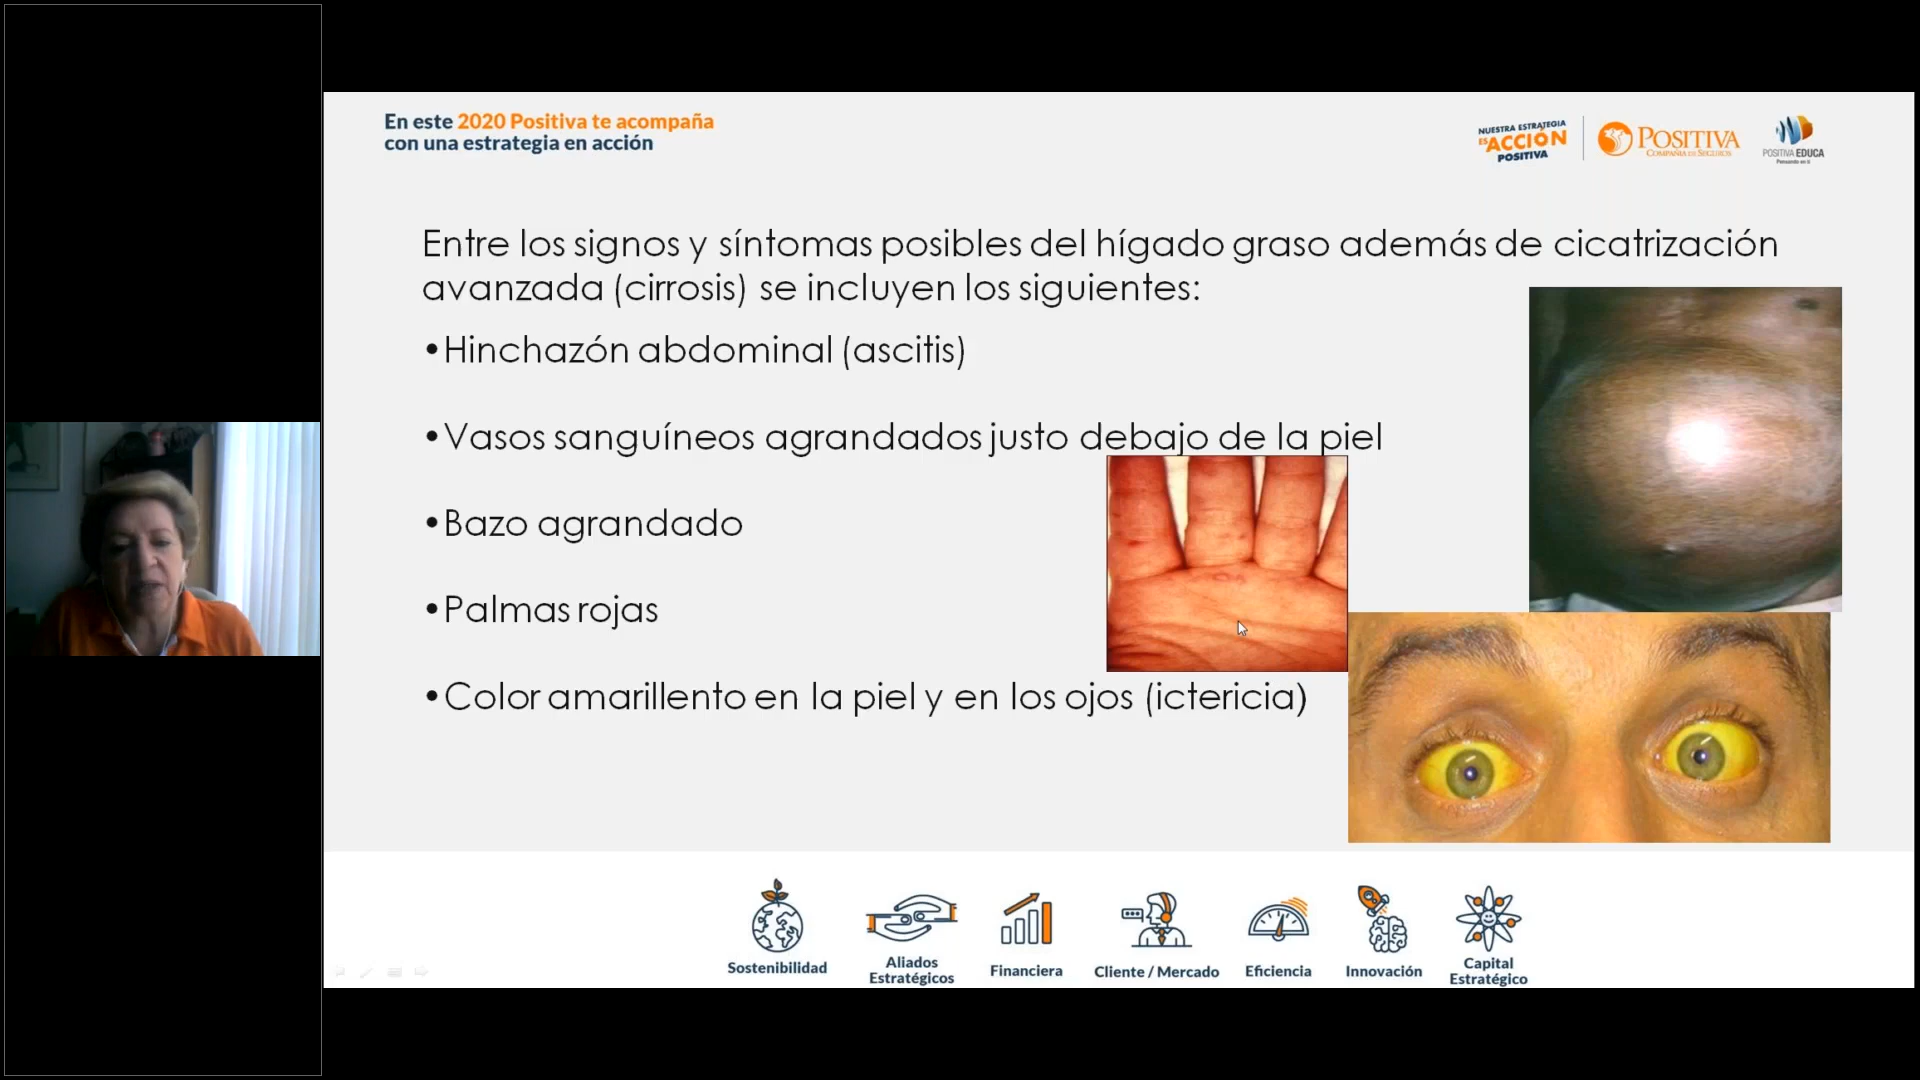 En este 2020 Positiva te acompaña
con una estrategia en acción
NUESTRA ESTRATEGIA
ES ACCIÓN
POSITIVA
POSITIVA
COMPAÑÍA DE SEGUROS
POSITIVA EDUCA
Pensando en ti
Entre los signos y síntomas posibles del hígado graso además de cicatrización
avanzada (cirrosis) se incluyen los siguientes:
•Hinchazón abdominal (ascitis)
•Vasos sanguíneos agrandados justo debajo de la piel
•Bazo agrandado
•Palmas rojas
•Color amarillento en la piel y en los ojos (ictericia)
Sostenibilidad
Aliados
Estratégicos
Financiera
Cliente / Mercado
Eficiencia
Innovación
Capital
Estratégico